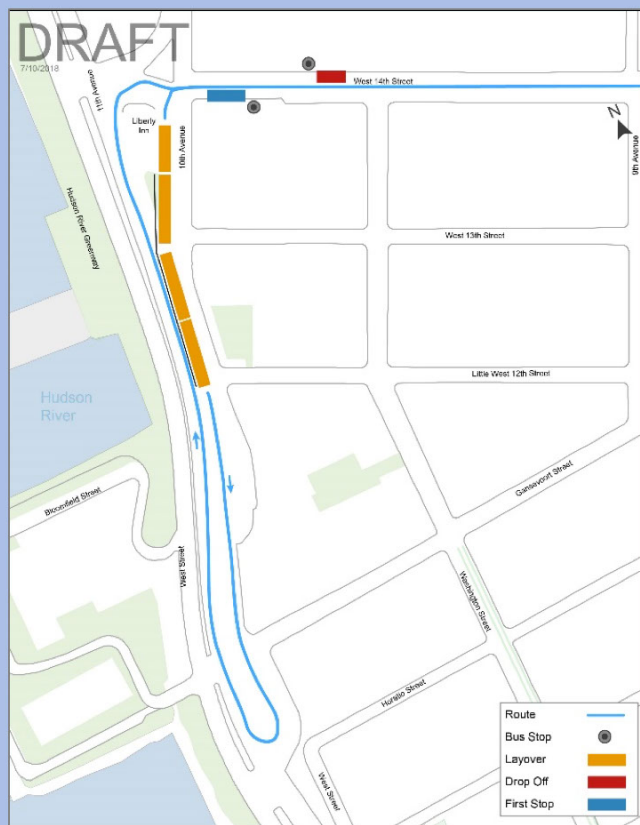 DRAFT
7/10/2018
11th Avenue
West 14th Street
Liberty
Inn
10th Avenue
N
9th Avenue
Hudson River Greenway
West 13th Street
Little West 12th Street
Hudson
River
Gansevoort Street
Bloomfield Street
West Street
Washington Street
Horatio Street
West Street
Route
Bus Stop
Layover
Drop Off
First Stop